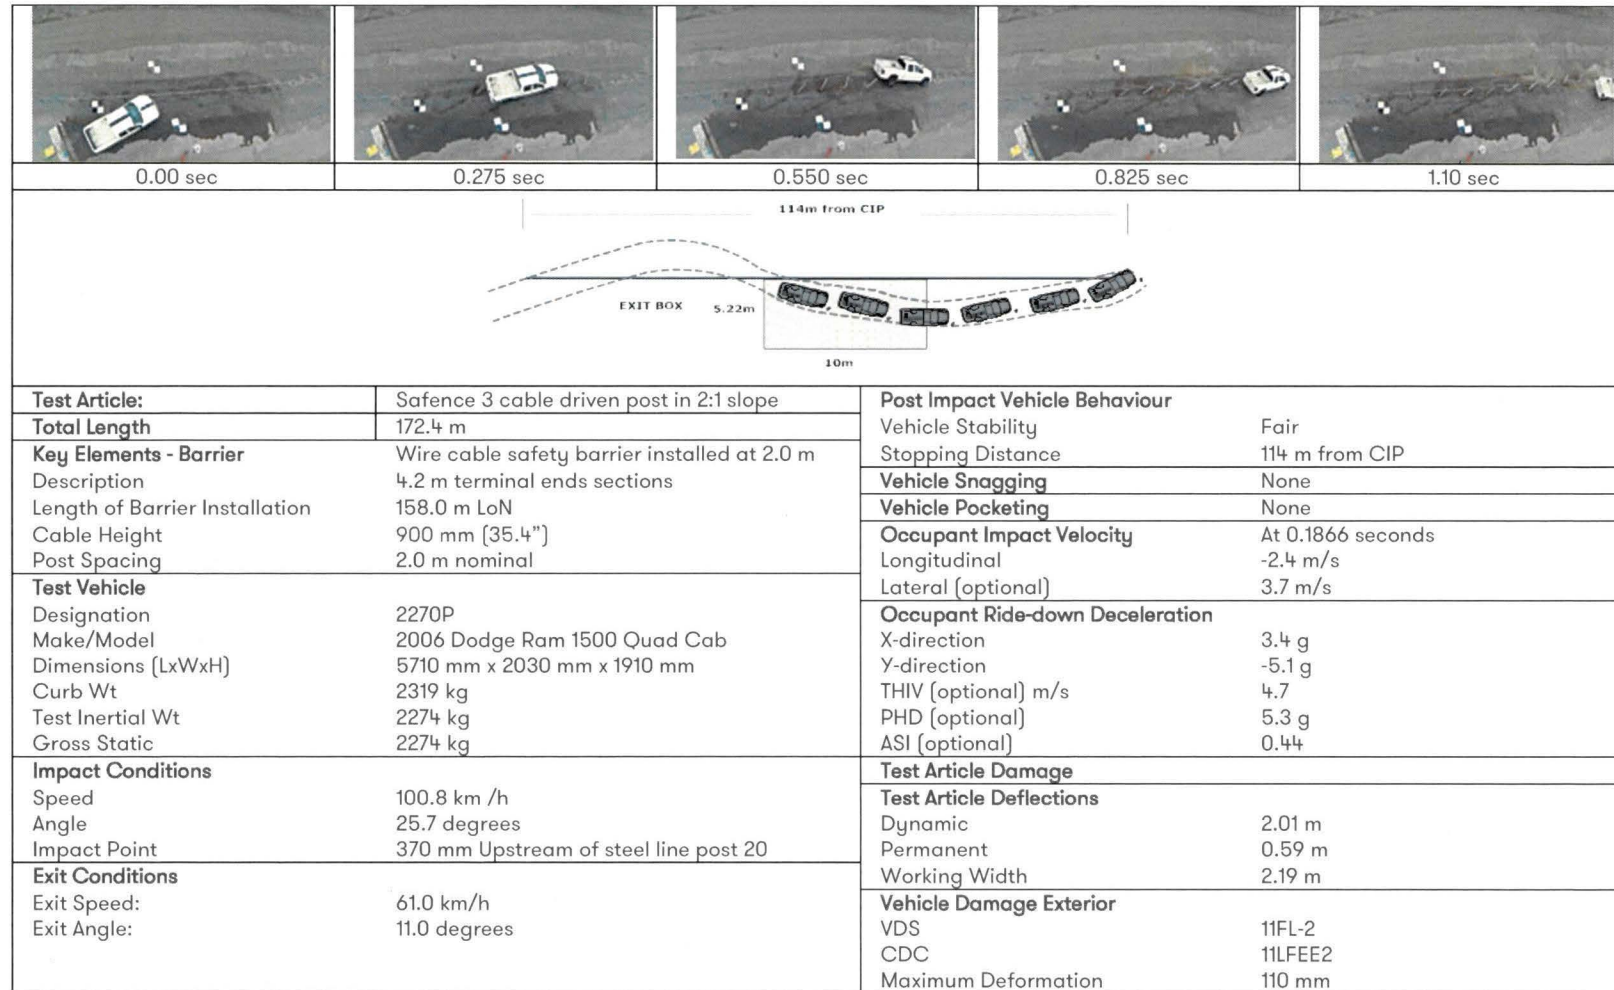 0.00 sec 0.275 sec 0.550 sec 0.825 sec 1.10 sec
114m from CIP
EXIT BOX 5.22m
10m
Test Article: Safence 3 cable driven post in 2:1 slope
Total Length 172.4 m
Key Elements - Barrier Wire cable safety barrier installed at 2.0 m
Description 4.2 m terminal ends sections
Length of Barrier Installation 158.0 m LoN
Cable Height 900 mm (35.4")
Post Spacing 2.0 m nominal
Test Vehicle
Designation 2270P
Make/Model 2006 Dodge Ram 1500 Quad Cab
Dimensions (LxWxH) 5710 mm x 2030 mm x 1910 mm
Curb Wt 2319 kg
Test Inertial Wt 2274 kg
Gross Static 2274 kg
Impact Conditions
Speed 100.8 km /h
Angle 25.7 degrees
Impact Point 370 mm Upstream of steel line post 20
Exit Conditions
Exit Speed: 61.0 km/h
Exit Angle: 11.0 degrees
Post Impact Vehicle Behaviour
Vehicle Stability Fair
Stopping Distance 114 m from CIP
Vehicle Snagging None
Vehicle Pocketing None
Occupant Impact Velocity At 0.1866 seconds
Longitudinal -2.4 m/s
Lateral (optional) 3.7 m/s
Occupant Ride-down Deceleration
X-direction 3.4 g
Y-direction -5.1 g
THIV (optional) m/s 4.7
PHD (optional) 5.3 g
ASI (optional) 0.44
Test Article Damage
Test Article Deflections
Dynamic 2.01 m
Permanent 0.59 m
Working Width 2.19 m
Vehicle Damage Exterior
VDS 11FL-2
CDC 11LFEE2
Maximum Deformation 110 mm